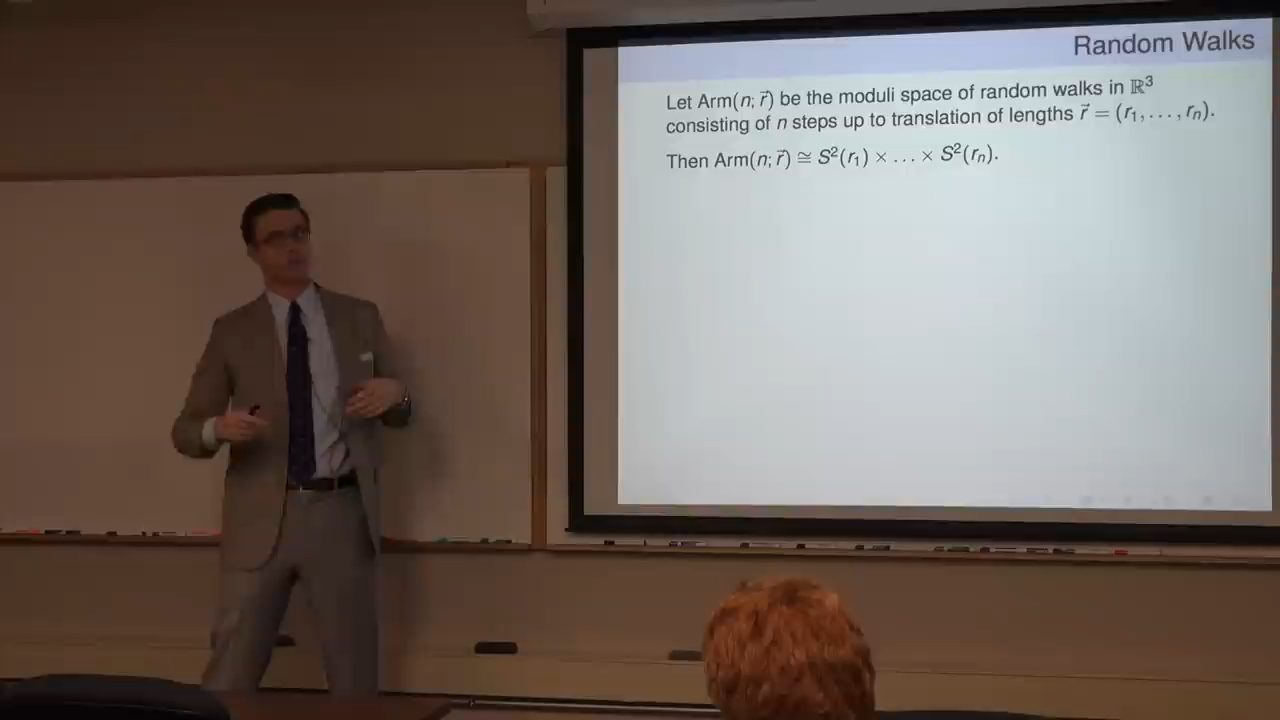 Random Walks
Let Arm(n; r⃗) be the moduli space of random walks in ℝ³
consisting of n steps up to translation of lengths r⃗ = (r₁, . . . , rₙ).
Then Arm(n; r⃗) ≅ S²(r₁) × . . . × S²(rₙ).